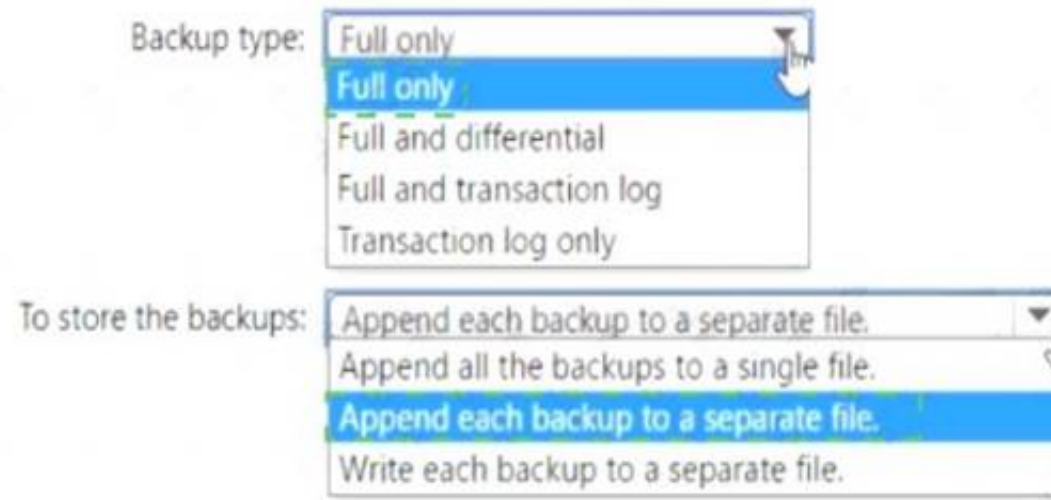 Backup type: Full only
Full only
Full and differential
Full and transaction log
Transaction log only
To store the backups: Append each backup to a separate file.
Append all the backups to a single file.
Append each backup to a separate file.
Write each backup to a separate file.